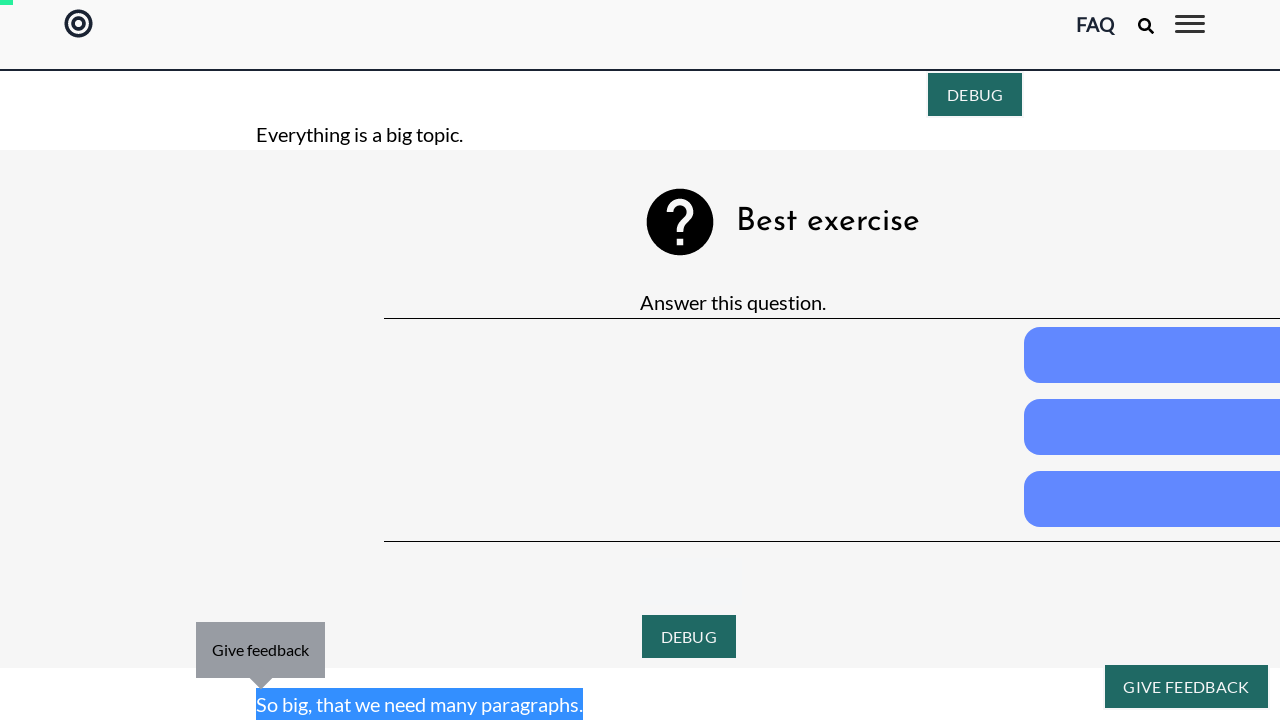 FAQ
DEBUG
Everything is a big topic.
Best exercise
Answer this question.
DEBUG
Give feedback
GIVE FEEDBACK
So big, that we need many paragraphs.